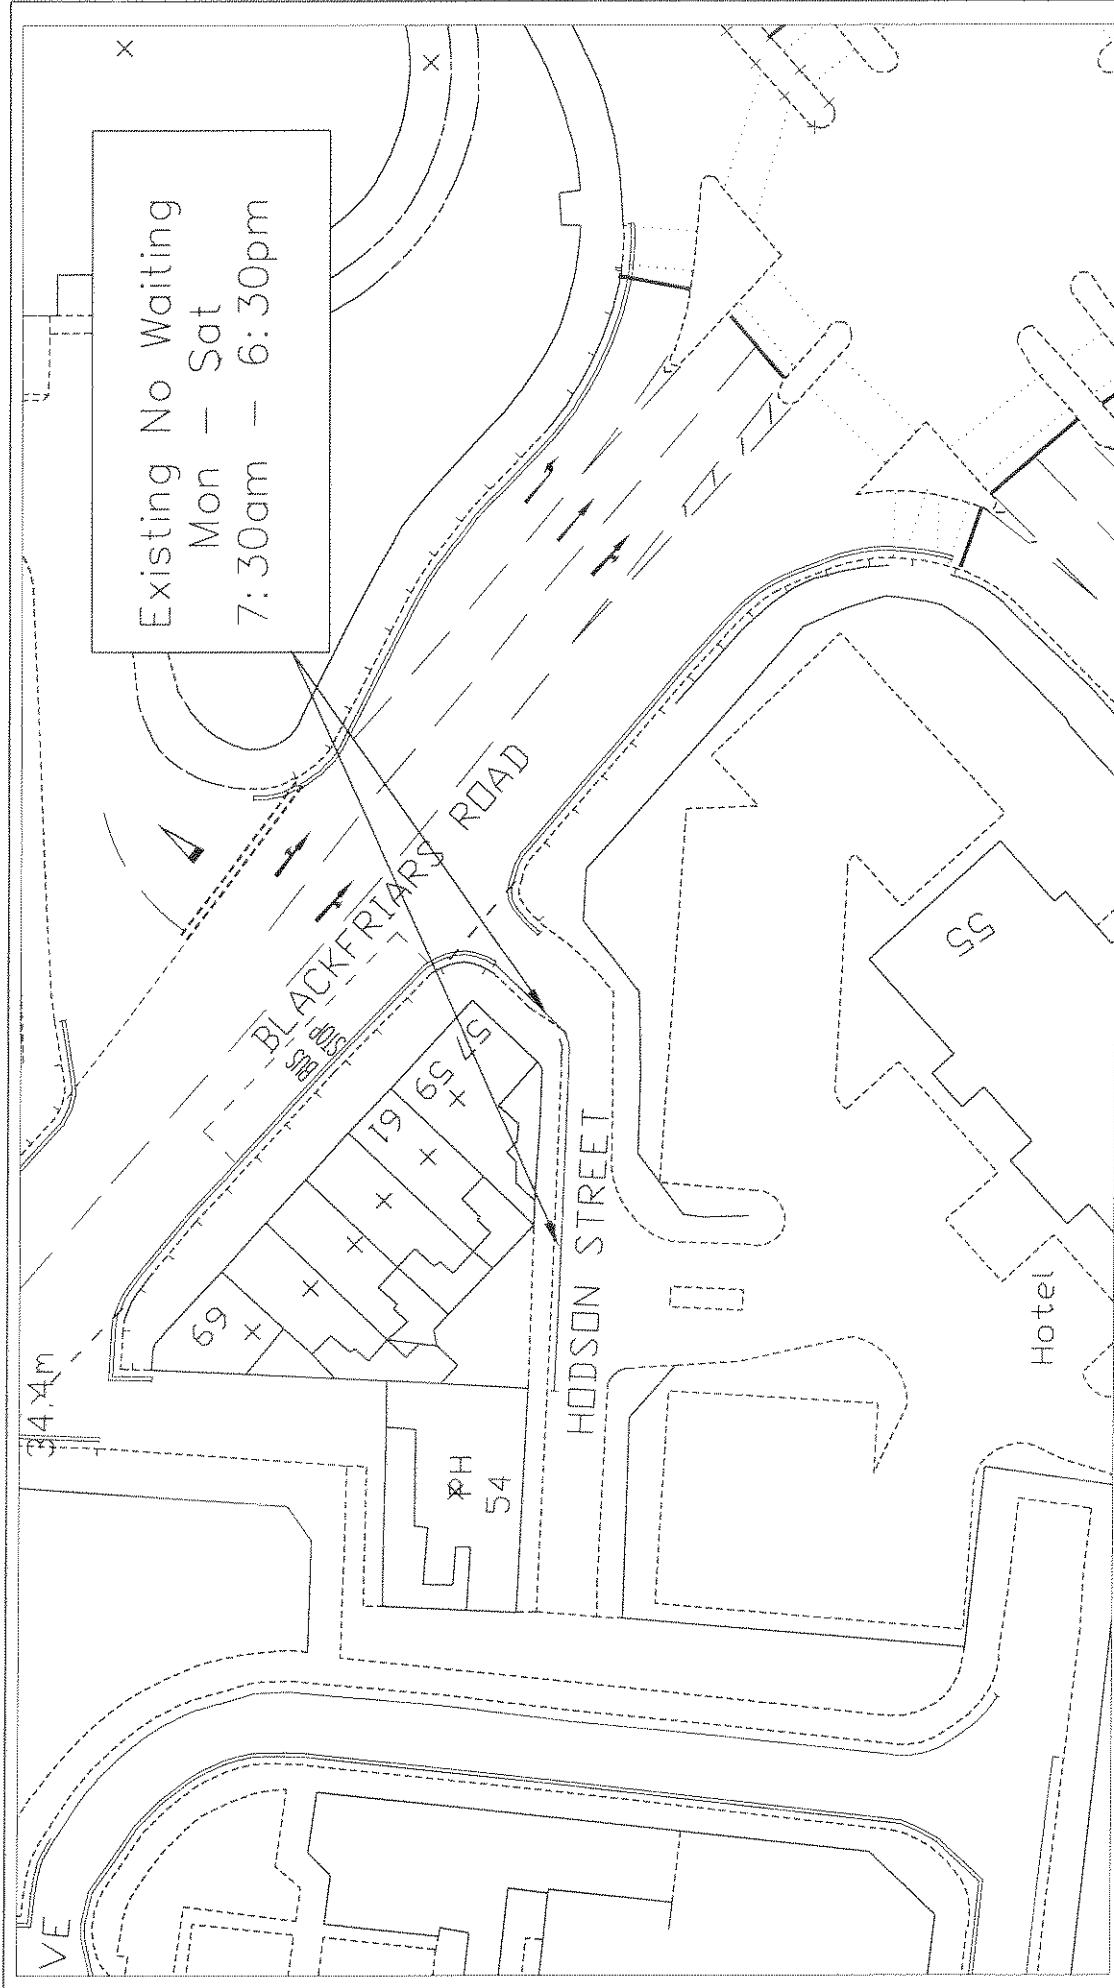 Existing No Waiting
Mon - Sat
7:30am - 6:30pm
BLACKFRIARS ROAD
Bus
Stop
HODSON STREET
57
59
61
69
34.4m
PH
54
55
Hotel
VE